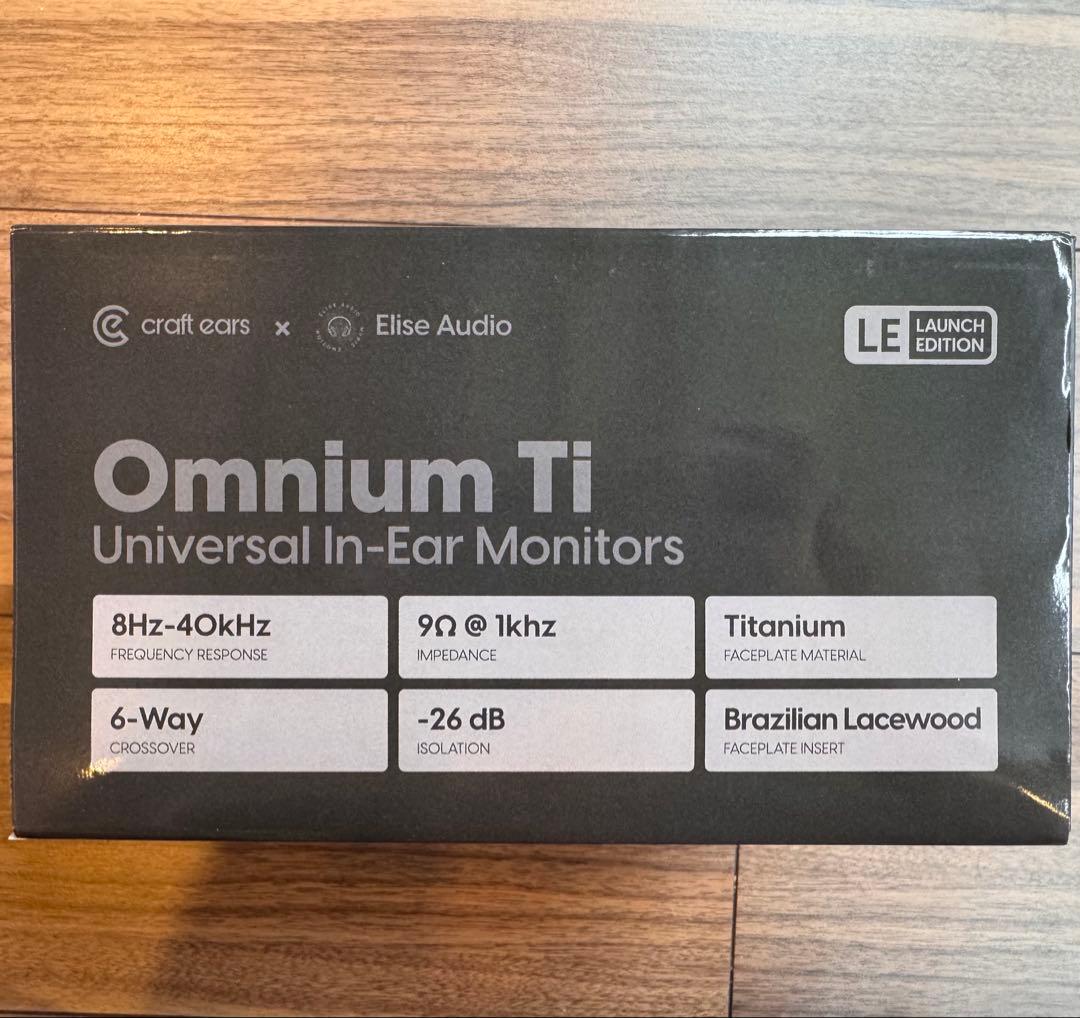 craft ears x Elise Audio
LE LAUNCH EDITION
Omnium Ti
Universal In-Ear Monitors
8Hz-40kHz
FREQUENCY RESPONSE
9Ω @ 1khz
IMPEDANCE
Titanium
FACEPLATE MATERIAL
6-Way
CROSSOVER
-26 dB
ISOLATION
Brazilian Lacewood
FACEPLATE INSERT